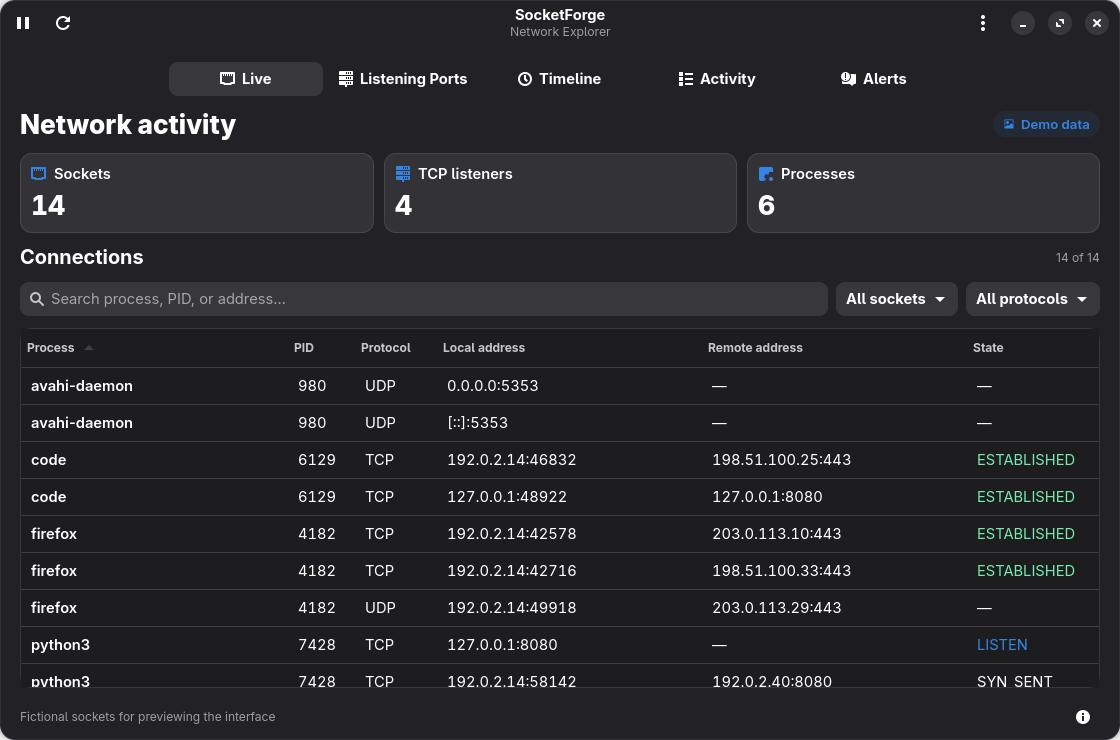 SocketForge
Network Explorer
Live Listening Ports Timeline Activity Alerts
Network activity Demo data
Sockets TCP listeners Processes
14 4 6
Connections 14 of 14
Search process, PID, or address... All sockets All protocols
Process PID Protocol Local address Remote address State
avahi-daemon 980 UDP 0.0.0.0:5353 — —
avahi-daemon 980 UDP [::]:5353 — —
code 6129 TCP 192.0.2.14:46832 198.51.100.25:443 ESTABLISHED
code 6129 TCP 127.0.0.1:48922 127.0.0.1:8080 ESTABLISHED
firefox 4182 TCP 192.0.2.14:42578 203.0.113.10:443 ESTABLISHED
firefox 4182 TCP 192.0.2.14:42716 198.51.100.33:443 ESTABLISHED
firefox 4182 UDP 192.0.2.14:49918 203.0.113.29:443 —
python3 7428 TCP 127.0.0.1:8080 — LISTEN
python3 7428 TCP 192.0.2.14:58142 192.0.2.40:8080 SYN_SENT
Fictional sockets for previewing the interface